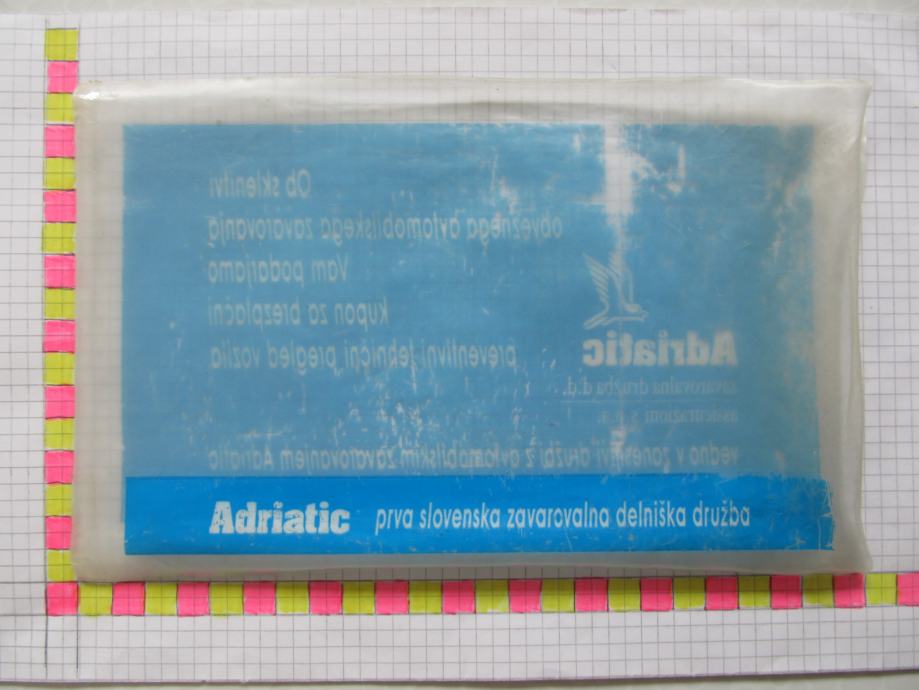 Ob sklenitvi
obveznega avtomobilskega zavarovanja
Vam podarjamo
kupon za brezplačni
preventivni tehnični pregled vozila
Adriatic
zavarovalna družba d.d.
assicurazioni s.p.a.
vedno v zanesljivi družbi z avtomobilskim zavarovanjem Adriatic
Adriatic prva slovenska zavarovalna delniška družba